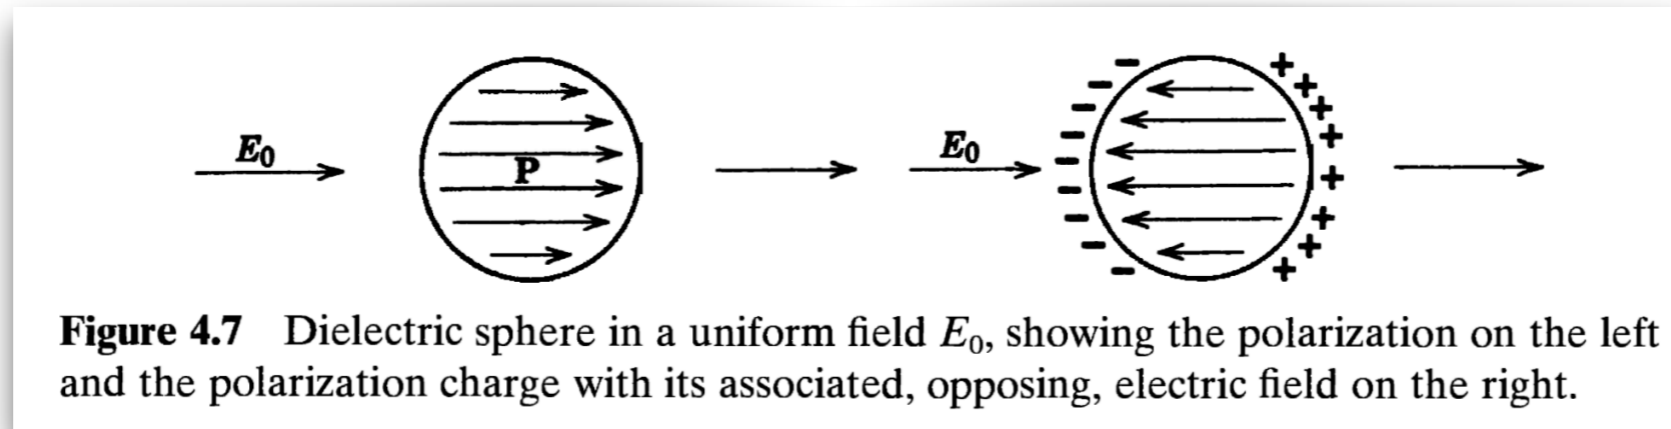 E₀
P
E₀
− − − − − − − − −
+ + + + + + + +
Figure 4.7 Dielectric sphere in a uniform field E₀, showing the polarization on the left
and the polarization charge with its associated, opposing, electric field on the right.